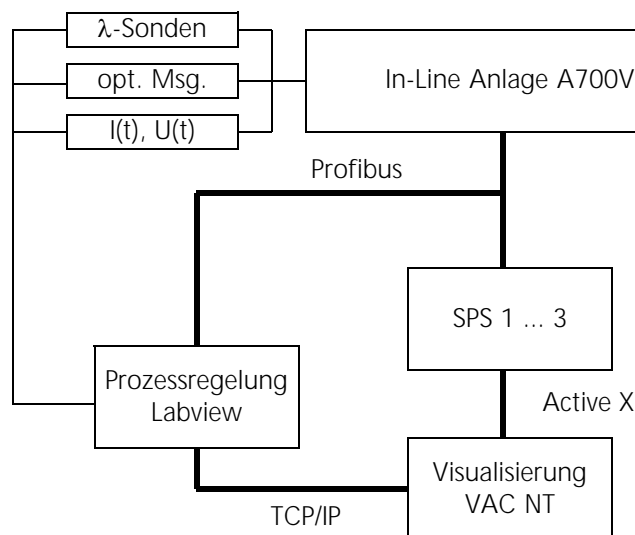 λ-Sonden
opt. Msg.
I(t), U(t)
In-Line Anlage A700V
Profibus
SPS 1 ... 3
Prozessregelung
Labview
Active X
Visualisierung
VAC NT
TCP/IP